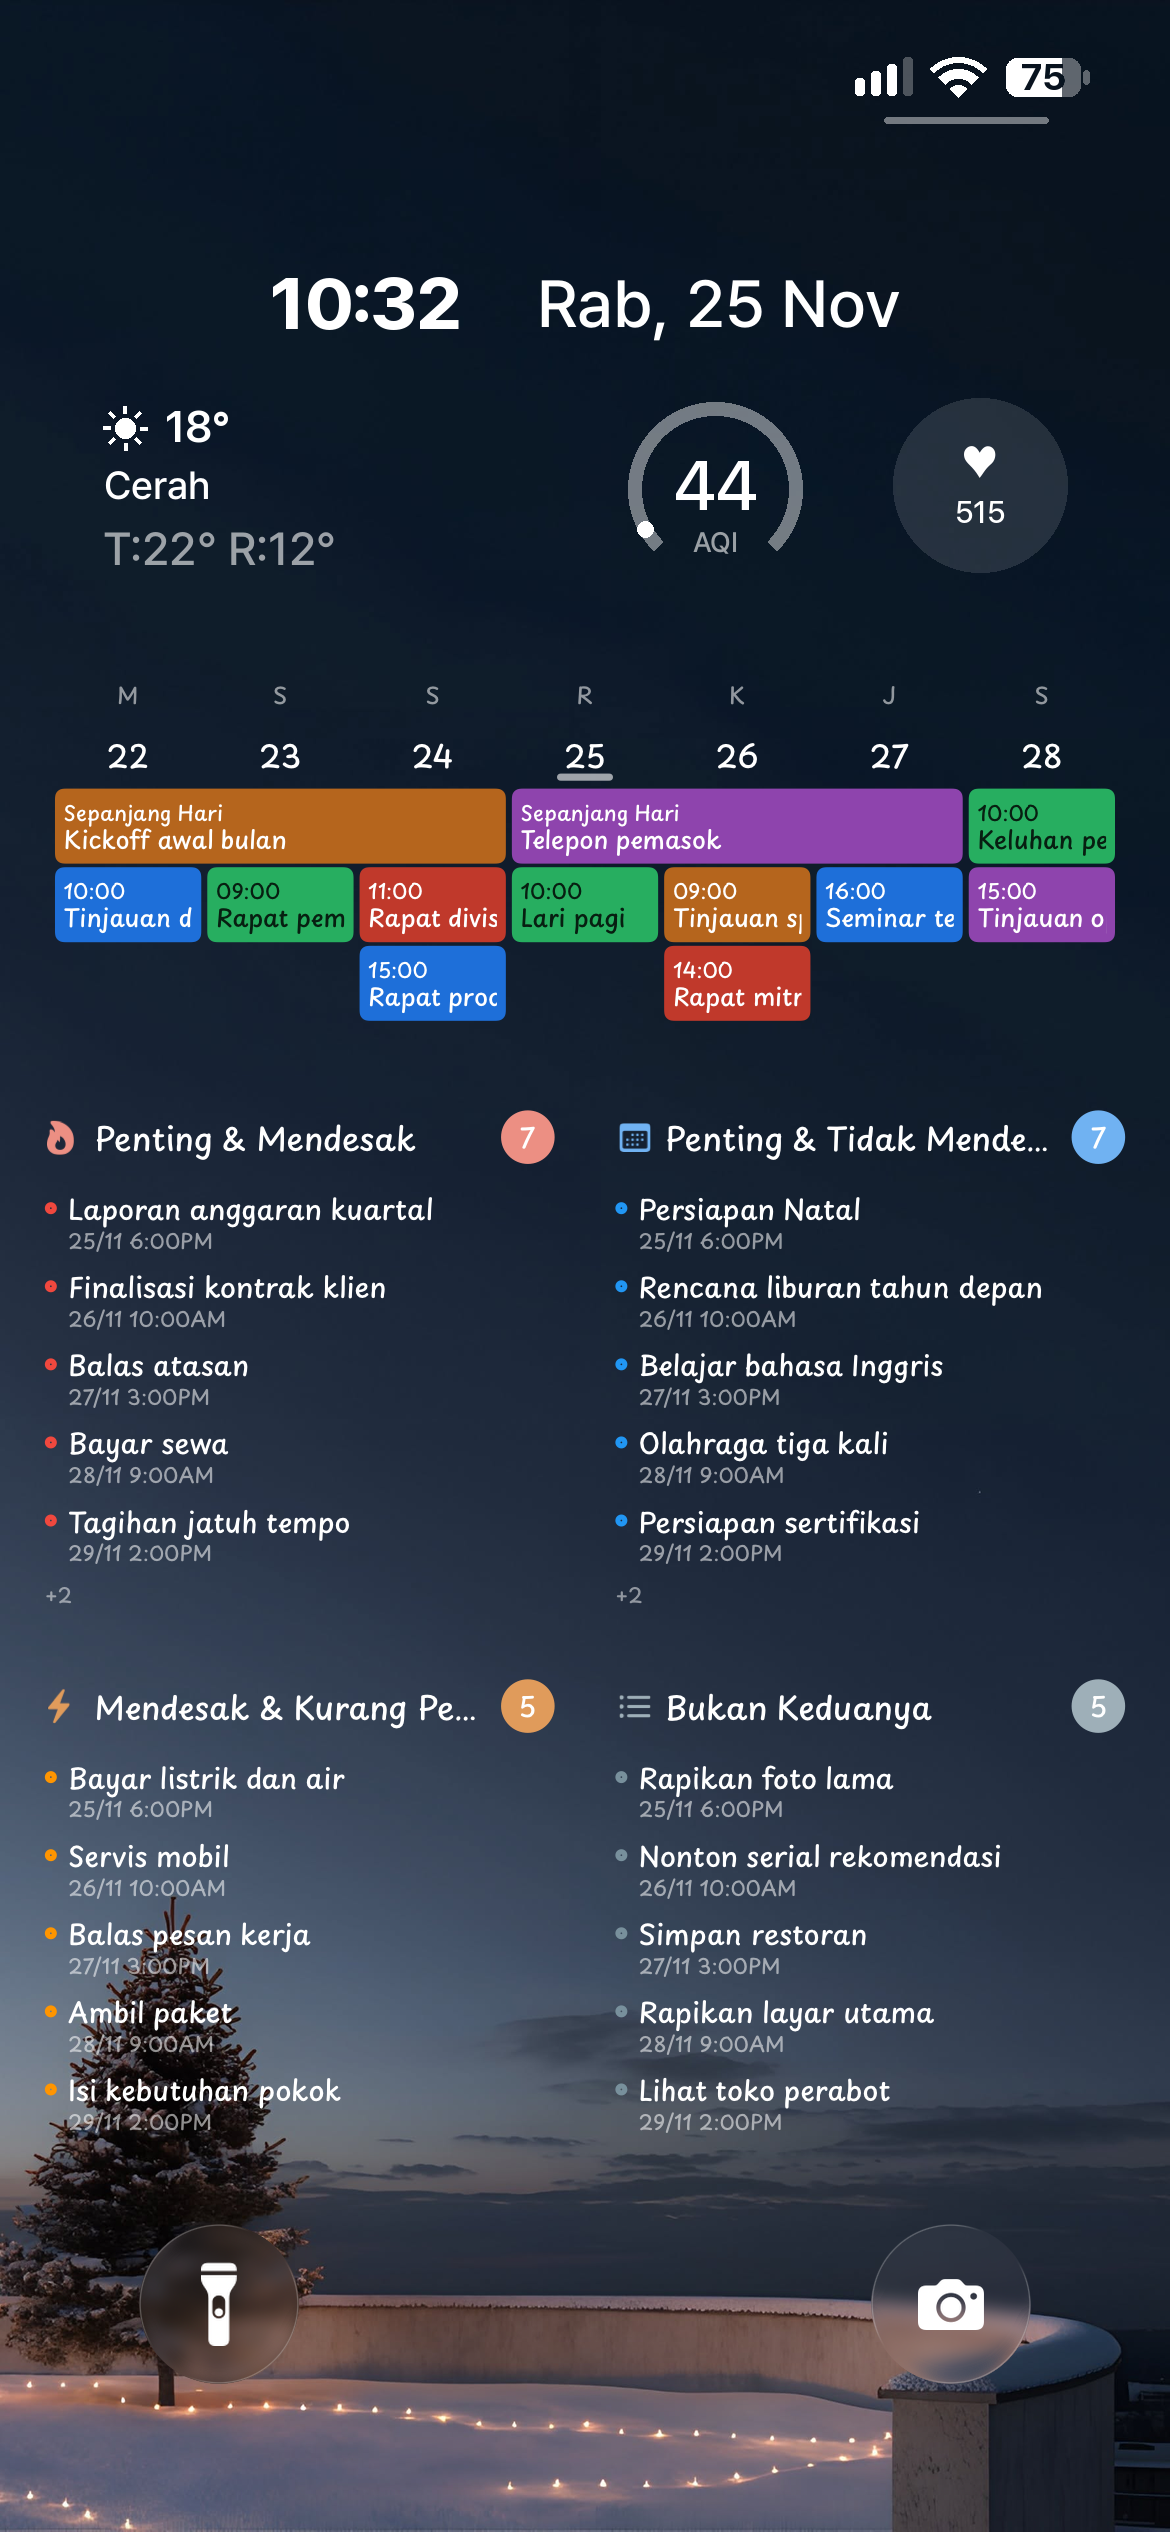 75
10:32 Rab, 25 Nov
18°
Cerah
T:22° R:12°
44
AQI
515
M S S R K J S
22 23 24 25 26 27 28
Sepanjang Hari
Kickoff awal bulan
Sepanjang Hari
Telepon pemasok
10:00
Keluhan pe
10:00
Tinjauan d
09:00
Rapat pem
11:00
Rapat divis
10:00
Lari pagi
09:00
Tinjauan
16:00
Seminar te
15:00
Tinjauan o
15:00
Rapat
14:00
Rapat mitr
Penting & Mendesak 7
Laporan anggaran kuartal
25/11 6:00PM
Finalisasi kontrak klien
26/11 10:00AM
Balas atasan
27/11 3:00PM
Bayar sewa
28/11 9:00AM
Tagihan jatuh tempo
29/11 2:00PM
+2
Penting & Tidak Mende... 7
Persiapan Natal
25/11 6:00PM
Rencana liburan tahun depan
26/11 10:00AM
Belajar bahasa Inggris
27/11 3:00PM
Olahraga tiga kali
28/11 9:00AM
Persiapan sertifikasi
29/11 2:00PM
+2
Mendesak & Kurang Pe... 5
Bayar listrik dan air
25/11 6:00PM
Servis mobil
26/11 10:00AM
Balas pesan kerja
27/11 3:00PM
Ambil paket
28/11 9:00AM
Isi kebutuhan pokok
29/11 2:00PM
Bukan Keduanya 5
Rapikan foto lama
25/11 6:00PM
Nonton serial rekomendasi
26/11 10:00AM
Simpan restoran
27/11 3:00PM
Rapikan layar utama
28/11 9:00AM
Lihat toko perabot
29/11 2:00PM